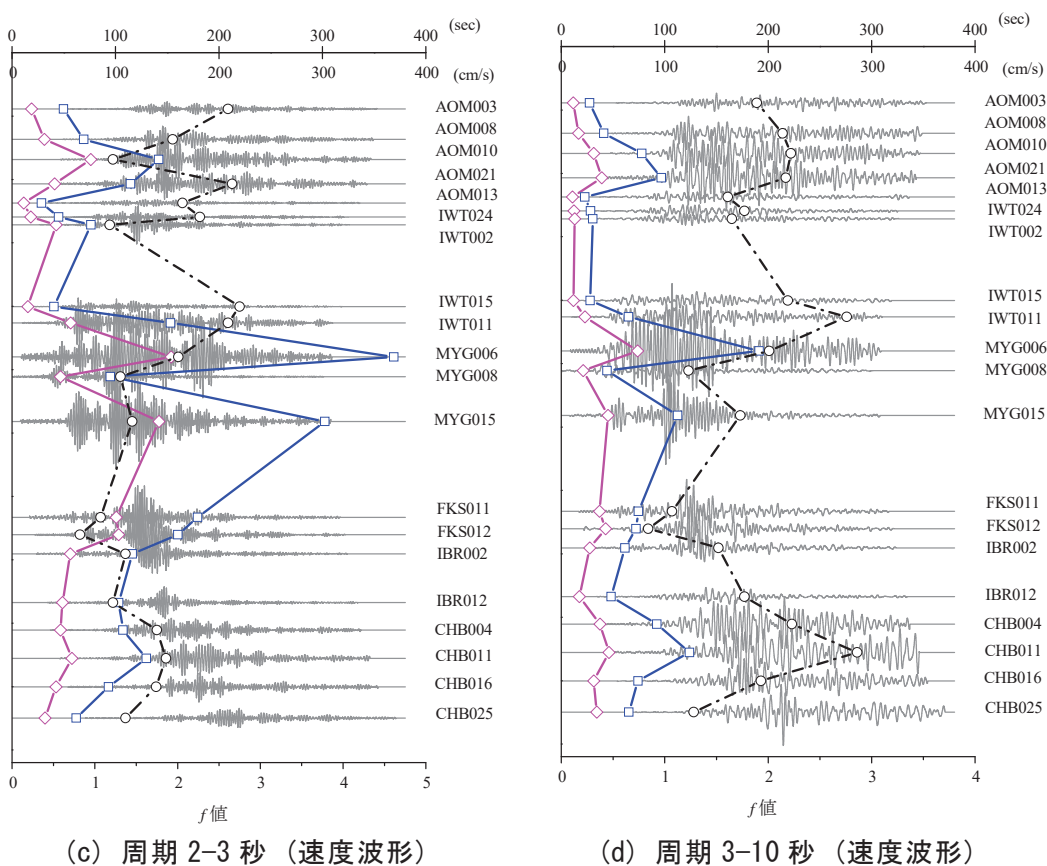 (sec)
0 100 200 300 400
(cm/s)
0 100 200 300 400
AOM003
AOM008
AOM010
AOM021
AOM013
IWT024
IWT002
IWT015
IWT011
MYG006
MYG008
MYG015
FKS011
FKS012
IBR002
IBR012
CHB004
CHB011
CHB016
CHB025
0 1 2 3 4 5
f値
(c) 周期 2-3 秒 (速度波形)
(sec)
0 100 200 300 400
(cm/s)
0 100 200 300 400
AOM003
AOM008
AOM010
AOM021
AOM013
IWT024
IWT002
IWT015
IWT011
MYG006
MYG008
MYG015
FKS011
FKS012
IBR002
IBR012
CHB004
CHB011
CHB016
CHB025
0 1 2 3 4
f値
(d) 周期 3-10 秒 (速度波形)